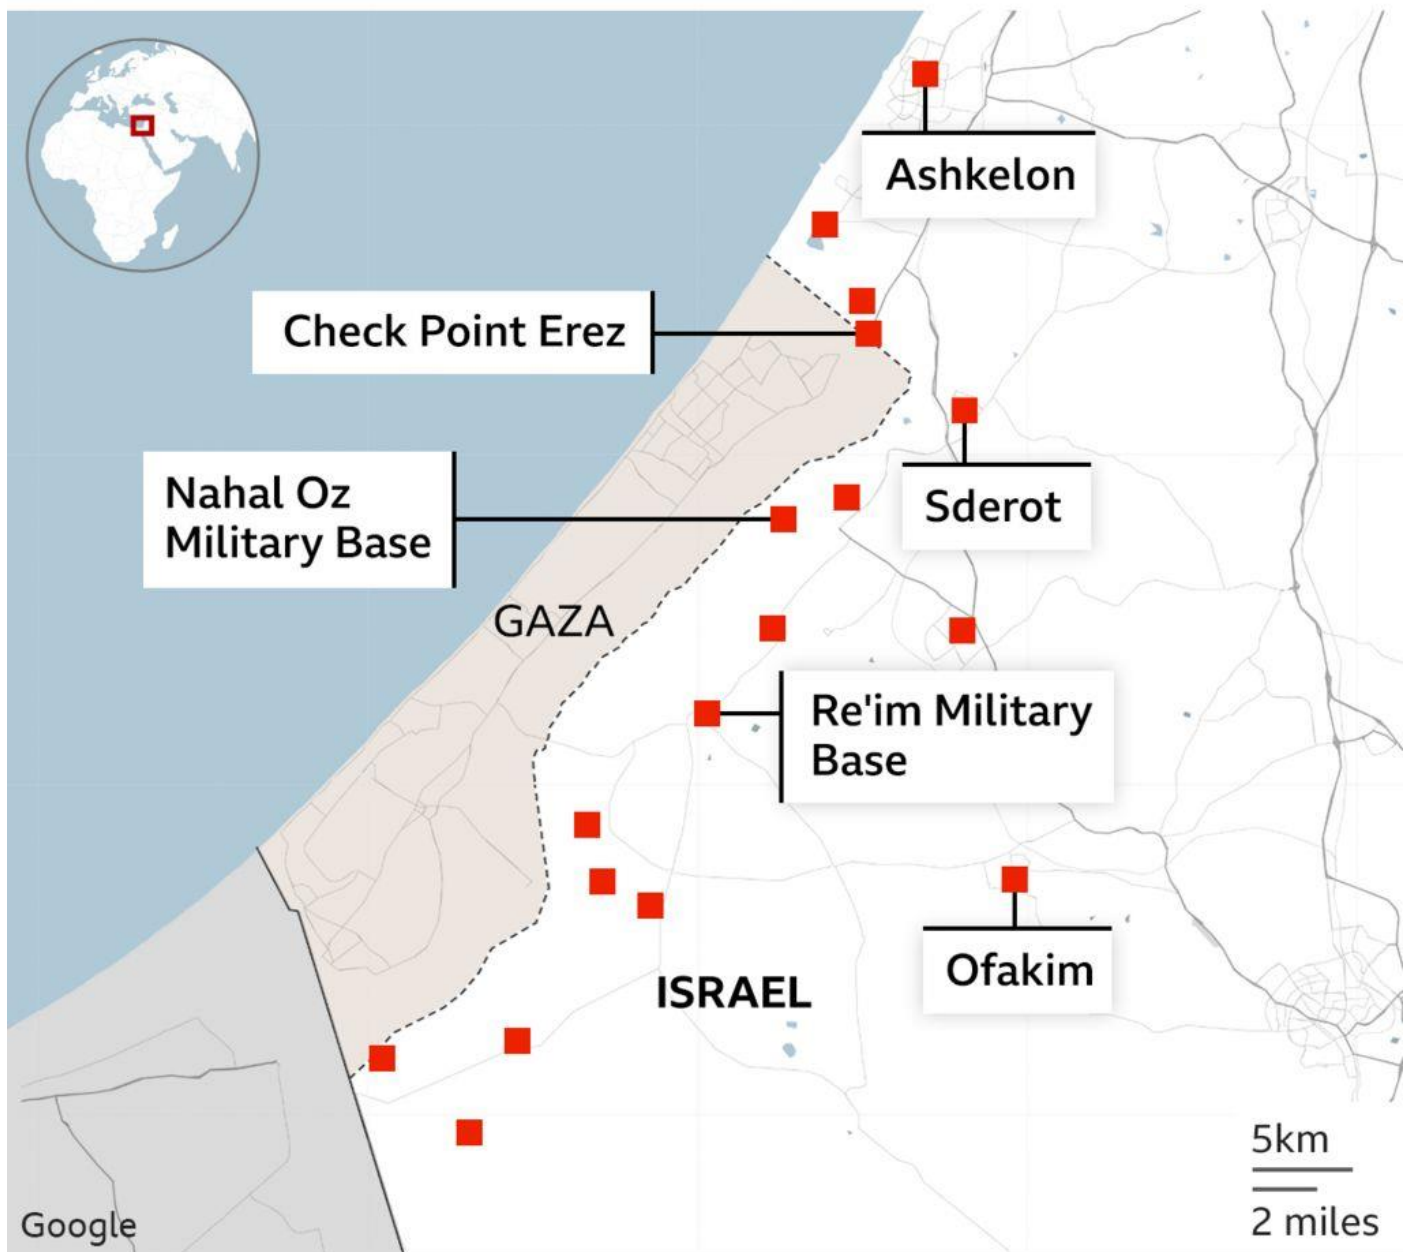 Ashkelon
Check Point Erez
Nahal Oz
Military Base
Sderot
GAZA
Re'im Military
Base
Ofakim
ISRAEL
5km
2 miles
Google